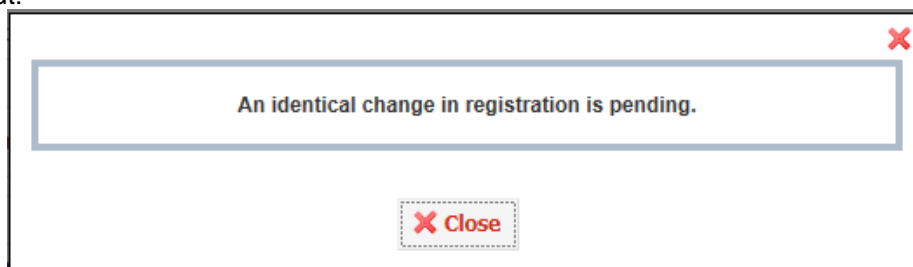 An identical change in registration is pending.
Close